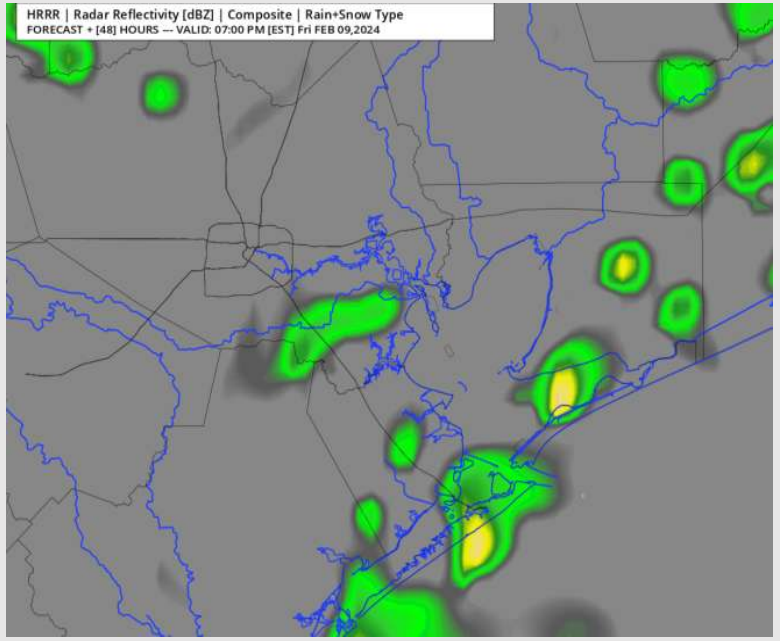 HRRR | Radar Reflectivity [dBZ] | Composite | Rain+Snow Type
FORECAST + [48] HOURS --- VALID: 07:00 PM [EST] Fri FEB 09,2024